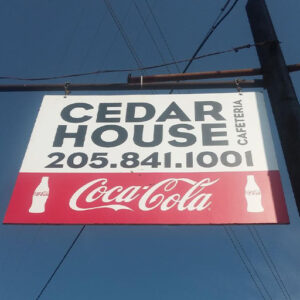 CEDAR
HOUSE
CAFETERIA
205.841.1001
Coca-Cola